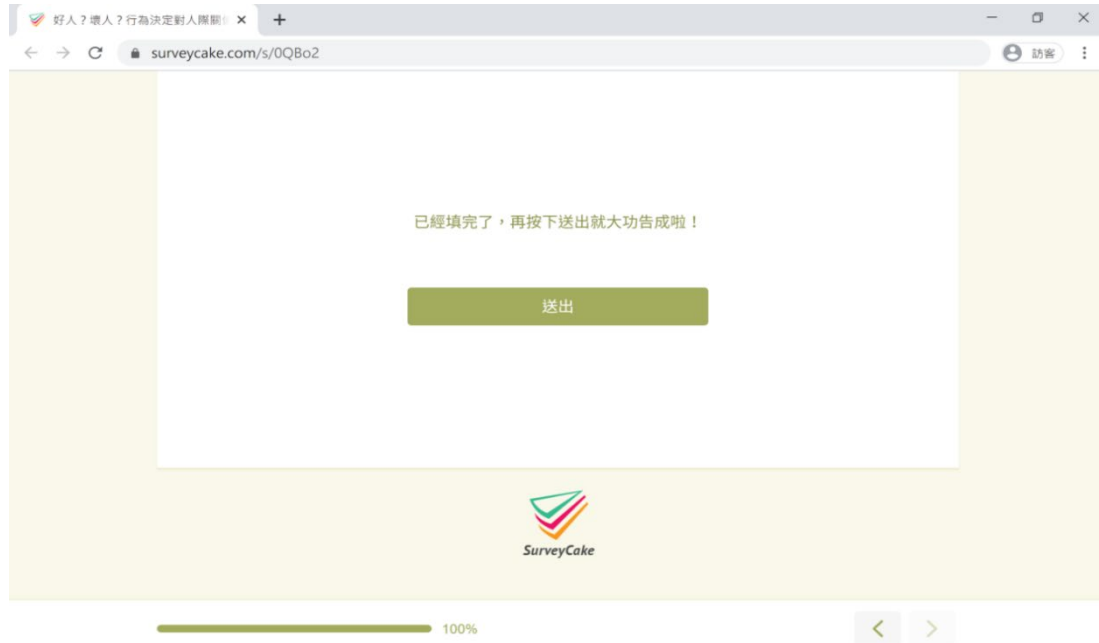 好人？壞人？行為決定對人際關
surveycake.com/s/0QBo2
訪客
已經填完了，再按下送出就大功告成啦！
送出
SurveyCake
100%